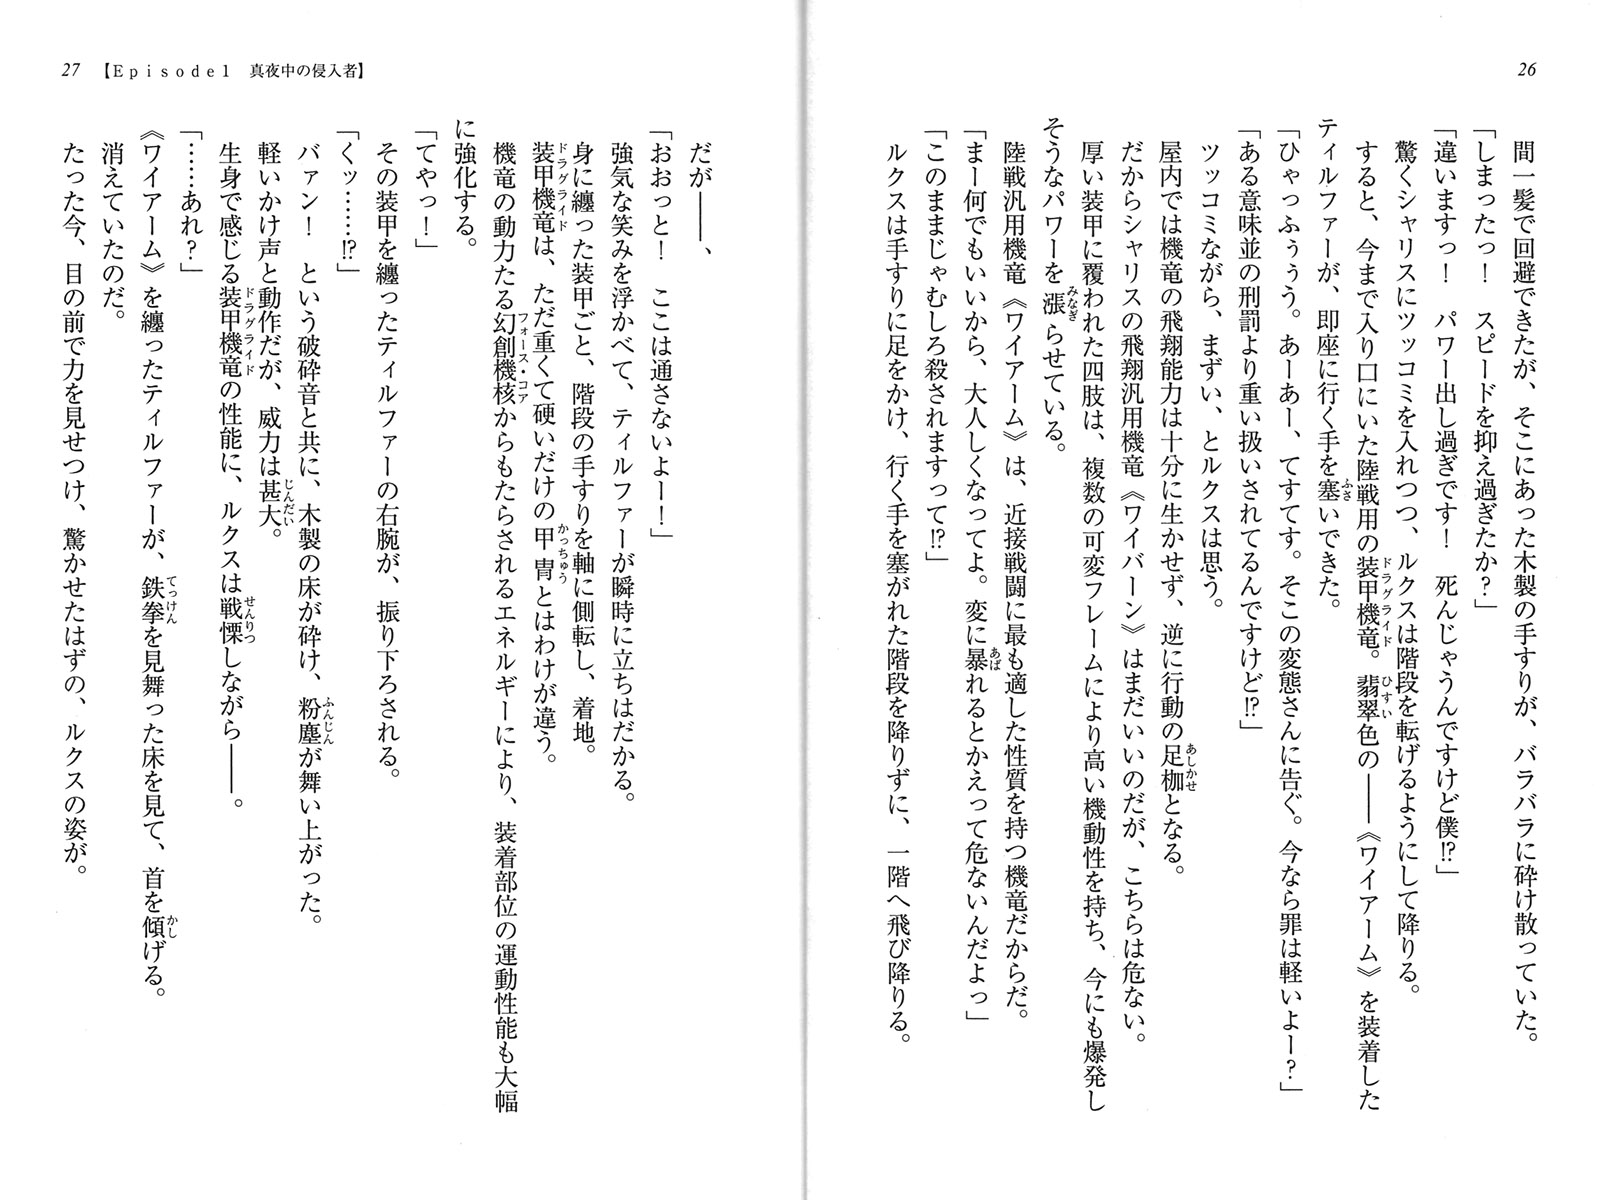 26
間一髪で回避できたが、そこにあった木製の手すりが、バラバラに砕け散っていた。
「しまったっ！　スピードを抑え過ぎたか？」
「違いますっ！　パワー出し過ぎです！　死んじゃうんですけど僕!?」
驚くシャリスにツッコミを入れつつ、ルクスは階段を転げるようにして降りる。
すると、今まで入り口にいた陸戦用の装甲機竜。翡翠色の――《ワイアーム》を装着した
ティルファーが、即座に行く手を塞いできた。
「ひゃっふぅぅう。あーあー、てすてす。そこの変態さんに告ぐ。今なら罪は軽いよー？」
「ある意味並の刑罰より重い扱いされてるんですけど!?」
ツッコミながら、まずい、とルクスは思う。
屋内では機竜の飛翔能力は十分に生かせず、逆に行動の足枷となる。
だからシャリスの飛翔汎用機竜《ワイバーン》はまだいいのだが、こちらは危ない。
厚い装甲に覆われた四肢は、複数の可変フレームにより高い機動性を持ち、今にも爆発し
そうなパワーを漲らせている。
陸戦汎用機竜《ワイアーム》は、近接戦闘に最も適した性質を持つ機竜だからだ。
「まー何でもいいから、大人しくなってよ。変に暴れるとかえって危ないんだよっ」
「このままじゃむしろ殺されますって!?」
ルクスは手すりに足をかけ、行く手を塞がれた階段を降りずに、一階へ飛び降りる。
27 【Episode1　真夜中の侵入者】
だが――、
「おおっと！　ここは通さないよー！」
強気な笑みを浮かべて、ティルファーが瞬時に立ちはだかる。
身に纏った装甲ごと、階段の手すりを軸に側転し、着地。
装甲機竜は、ただ重くて硬いだけの甲冑とはわけが違う。
機竜の動力たる幻創機核からもたらされるエネルギーにより、装着部位の運動性能も大幅
に強化する。
「てやっ！」
その装甲を纏ったティルファーの右腕が、振り下ろされる。
「くッ……!?」
バァン！　という破砕音と共に、木製の床が砕け、粉塵が舞い上がった。
軽いかけ声と動作だが、威力は甚大。
生身で感じる装甲機竜の性能に、ルクスは戦慄しながら――。
「……あれ？」
《ワイアーム》を纏ったティルファーが、鉄拳を見舞った床を見て、首を傾げる。
消えていたのだ。
たった今、目の前で力を見せつけ、驚かせたはずの、ルクスの姿が。